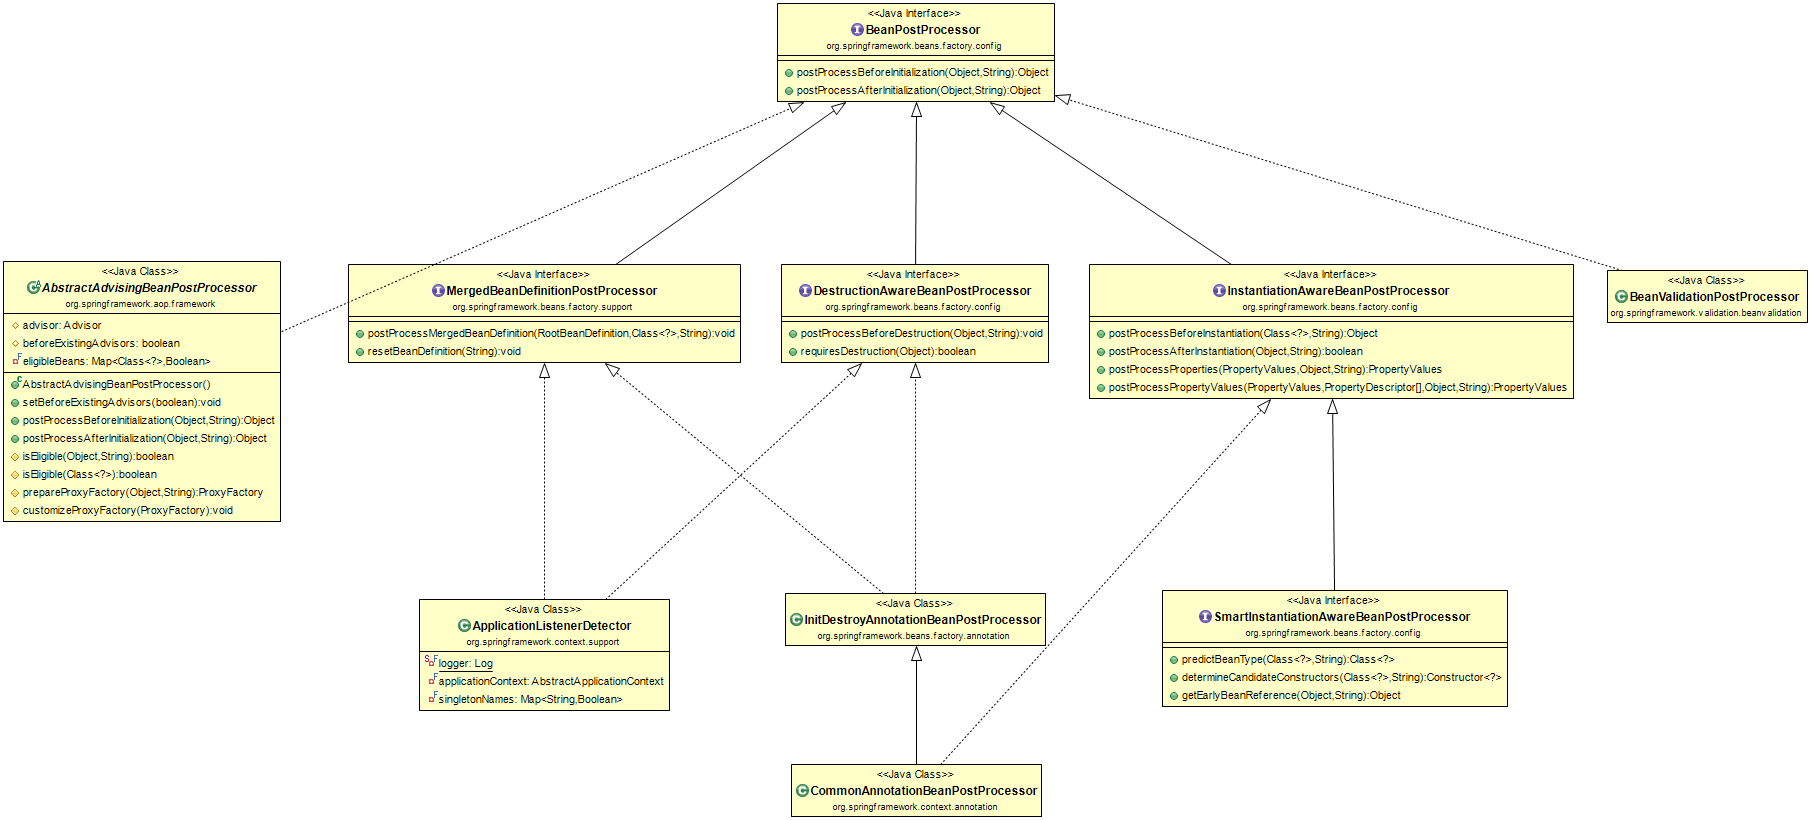 <<Java Interface>>
BeanPostProcessor
org.springframework.beans.factory.config
postProcessBeforeInitialization(Object,String):Object
postProcessAfterInitialization(Object,String):Object
<<Java Class>>
AbstractAdvisingBeanPostProcessor
org.springframework.aop.framework
advisor: Advisor
beforeExistingAdvisors: boolean
eligibleBeans: Map<Class<?>,Boolean>
AbstractAdvisingBeanPostProcessor()
setBeforeExistingAdvisors(boolean):void
postProcessBeforeInitialization(Object,String):Object
postProcessAfterInitialization(Object,String):Object
isEligible(Object,String):boolean
isEligible(Class<?>):boolean
prepareProxyFactory(Object,String):ProxyFactory
customizeProxyFactory(ProxyFactory):void
<<Java Interface>>
MergedBeanDefinitionPostProcessor
org.springframework.beans.factory.support
postProcessMergedBeanDefinition(RootBeanDefinition,Class<?>,String):void
resetBeanDefinition(String):void
<<Java Interface>>
DestructionAwareBeanPostProcessor
org.springframework.beans.factory.config
postProcessBeforeDestruction(Object,String):void
requiresDestruction(Object):boolean
<<Java Interface>>
InstantiationAwareBeanPostProcessor
org.springframework.beans.factory.config
postProcessBeforeInstantiation(Class<?>,String):Object
postProcessAfterInstantiation(Object,String):boolean
postProcessProperties(PropertyValues,Object,String):PropertyValues
postProcessPropertyValues(PropertyValues,PropertyDescriptor[],Object,String):PropertyValues
<<Java Class>>
BeanValidationPostProcessor
org.springframework.validation.beanvalidation
<<Java Class>>
ApplicationListenerDetector
org.springframework.context.support
logger: Log
applicationContext: AbstractApplicationContext
singletonNames: Map<String,Boolean>
<<Java Class>>
InitDestroyAnnotationBeanPostProcessor
org.springframework.beans.factory.annotation
<<Java Interface>>
SmartInstantiationAwareBeanPostProcessor
org.springframework.beans.factory.config
predictBeanType(Class<?>,String):Class<?>
determineCandidateConstructors(Class<?>,String):Constructor<?>
getEarlyBeanReference(Object,String):Object
<<Java Class>>
CommonAnnotationBeanPostProcessor
org.springframework.context.annotation